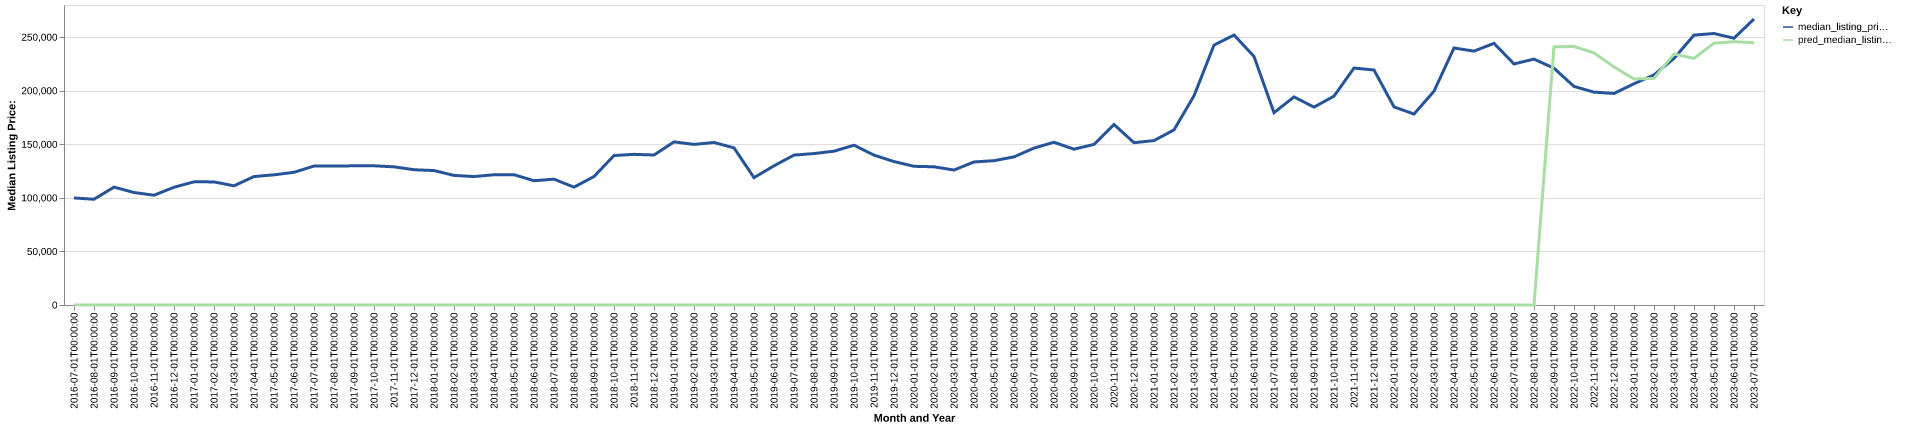 Key
median_listing_pri...
pred_median_listin...
Median Listing Price:
250,000
200,000
150,000
100,000
50,000
0
2016-07-01T00:00:00
2016-08-01T00:00:00
2016-09-01T00:00:00
2016-10-01T00:00:00
2016-11-01T00:00:00
2016-12-01T00:00:00
2017-01-01T00:00:00
2017-02-01T00:00:00
2017-03-01T00:00:00
2017-04-01T00:00:00
2017-05-01T00:00:00
2017-06-01T00:00:00
2017-07-01T00:00:00
2017-08-01T00:00:00
2017-09-01T00:00:00
2017-10-01T00:00:00
2017-11-01T00:00:00
2017-12-01T00:00:00
2018-01-01T00:00:00
2018-02-01T00:00:00
2018-03-01T00:00:00
2018-04-01T00:00:00
2018-05-01T00:00:00
2018-06-01T00:00:00
2018-07-01T00:00:00
2018-08-01T00:00:00
2018-09-01T00:00:00
2018-10-01T00:00:00
2018-11-01T00:00:00
2018-12-01T00:00:00
2019-01-01T00:00:00
2019-02-01T00:00:00
2019-03-01T00:00:00
2019-04-01T00:00:00
2019-05-01T00:00:00
2019-06-01T00:00:00
2019-07-01T00:00:00
2019-08-01T00:00:00
2019-09-01T00:00:00
2019-10-01T00:00:00
2019-11-01T00:00:00
2019-12-01T00:00:00
2020-01-01T00:00:00
2020-02-01T00:00:00
2020-03-01T00:00:00
2020-04-01T00:00:00
2020-05-01T00:00:00
2020-06-01T00:00:00
2020-07-01T00:00:00
2020-08-01T00:00:00
2020-09-01T00:00:00
2020-10-01T00:00:00
2020-11-01T00:00:00
2020-12-01T00:00:00
2021-01-01T00:00:00
2021-02-01T00:00:00
2021-03-01T00:00:00
2021-04-01T00:00:00
2021-05-01T00:00:00
2021-06-01T00:00:00
2021-07-01T00:00:00
2021-08-01T00:00:00
2021-09-01T00:00:00
2021-10-01T00:00:00
2021-11-01T00:00:00
2021-12-01T00:00:00
2022-01-01T00:00:00
2022-02-01T00:00:00
2022-03-01T00:00:00
2022-04-01T00:00:00
2022-05-01T00:00:00
2022-06-01T00:00:00
2022-07-01T00:00:00
2022-08-01T00:00:00
2022-09-01T00:00:00
2022-10-01T00:00:00
2022-11-01T00:00:00
2022-12-01T00:00:00
2023-01-01T00:00:00
2023-02-01T00:00:00
2023-03-01T00:00:00
2023-04-01T00:00:00
2023-05-01T00:00:00
2023-06-01T00:00:00
2023-07-01T00:00:00
Month and Year